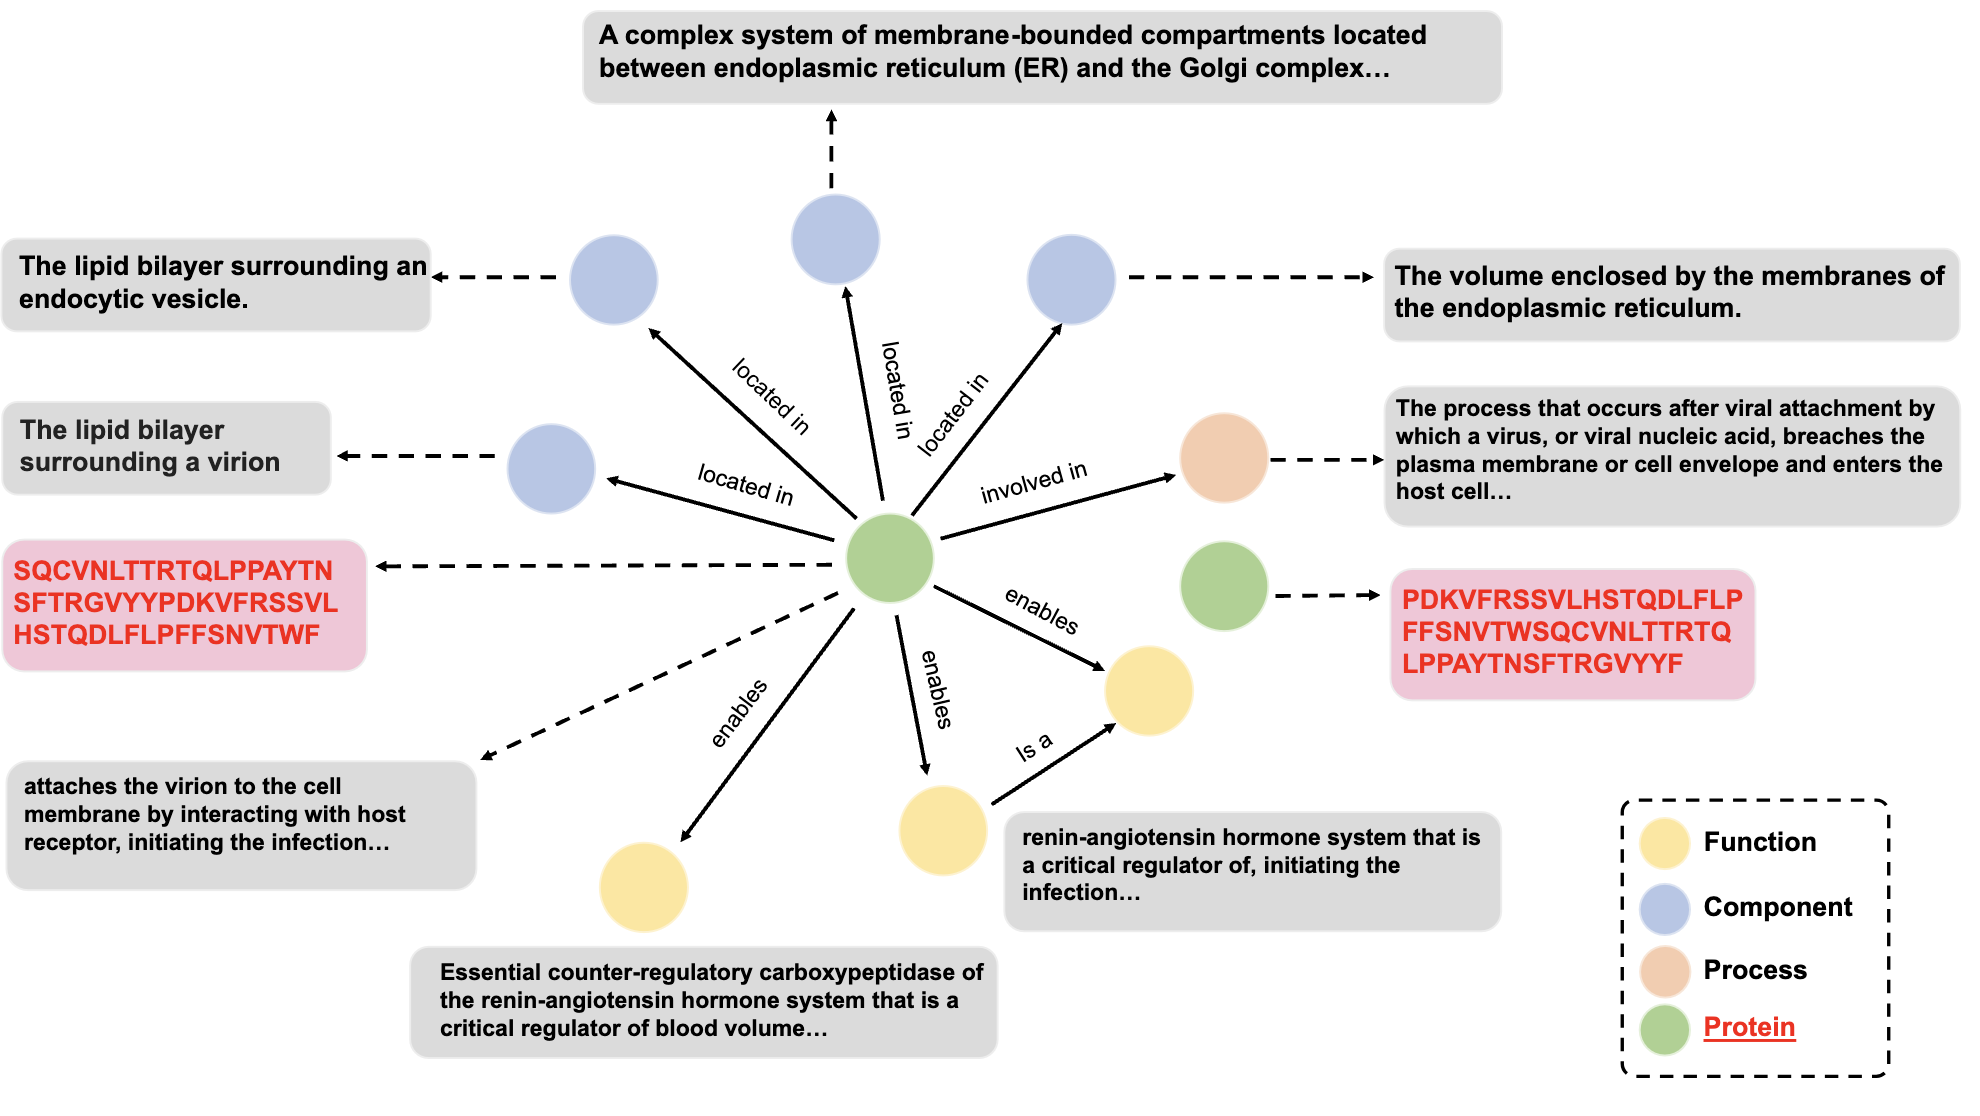 A complex system of membrane-bounded compartments located
between endoplasmic reticulum (ER) and the Golgi complex…
The lipid bilayer surrounding an
endocytic vesicle.
The volume enclosed by the membranes of
the endoplasmic reticulum.
located in
located in
located in
The lipid bilayer
surrounding a virion
located in
involved in
The process that occurs after viral attachment by
which a virus, or viral nucleic acid, breaches the
plasma membrane or cell envelope and enters the
host cell…
SQCVNLTTRTQLPPAYTN
SFTRGVYYPDKVFRSSVL
HSTQDLFLPFFSNVTWF
PDKVFRSSVLHSTQDLFLP
FFSNVTWSQCVNLTTRTQ
LPPAYTNSFTRGVYYF
enables
enables
enables
Is a
attaches the virion to the cell
membrane by interacting with host
receptor, initiating the infection…
renin-angiotensin hormone system that is
a critical regulator of, initiating the
infection…
Essential counter-regulatory carboxypeptidase of
the renin-angiotensin hormone system that is a
critical regulator of blood volume…
Function
Component
Process
Protein